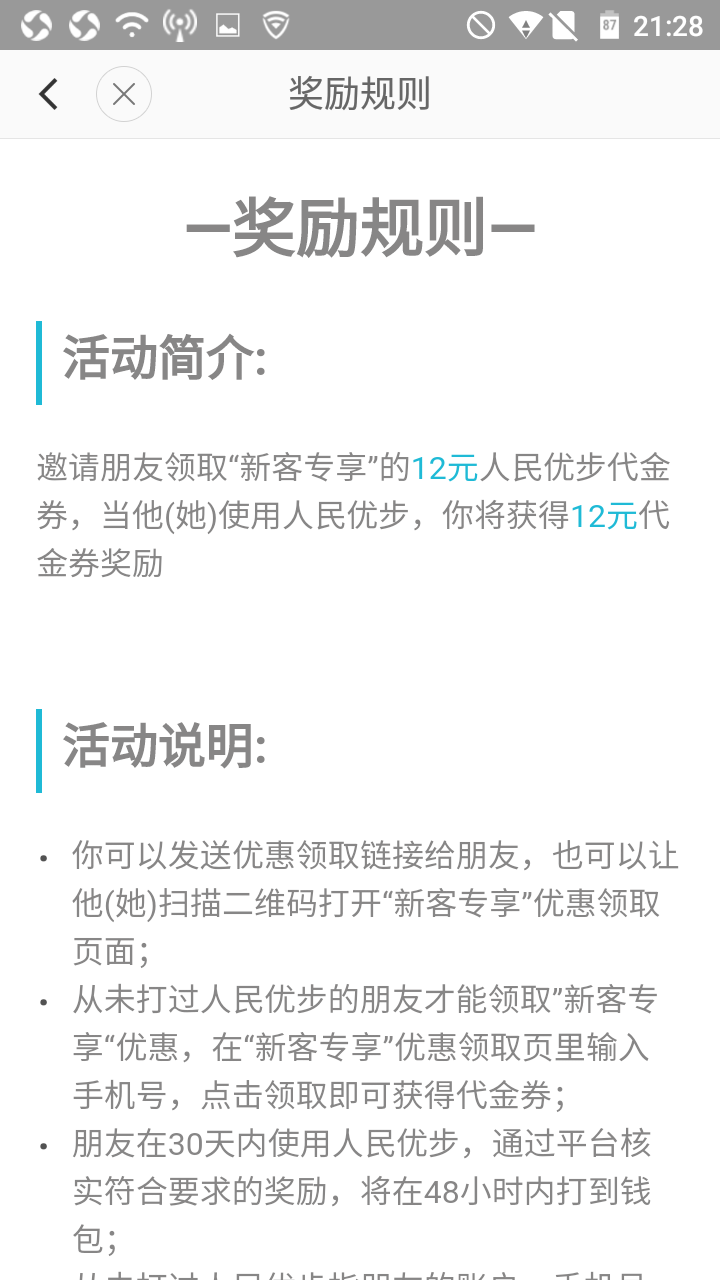 87 21:28
奖励规则
—奖励规则—
活动简介:
邀请朋友领取“新客专享”的12元人民优步代金
券，当他(她)使用人民优步，你将获得12元代
金券奖励
活动说明:
• 你可以发送优惠领取链接给朋友，也可以让
他(她)扫描二维码打开“新客专享”优惠领取
页面；
• 从未打过人民优步的朋友才能领取”新客专
享“优惠，在“新客专享”优惠领取页里输入
手机号，点击领取即可获得代金券；
• 朋友在30天内使用人民优步，通过平台核
实符合要求的奖励，将在48小时内打到钱
包；